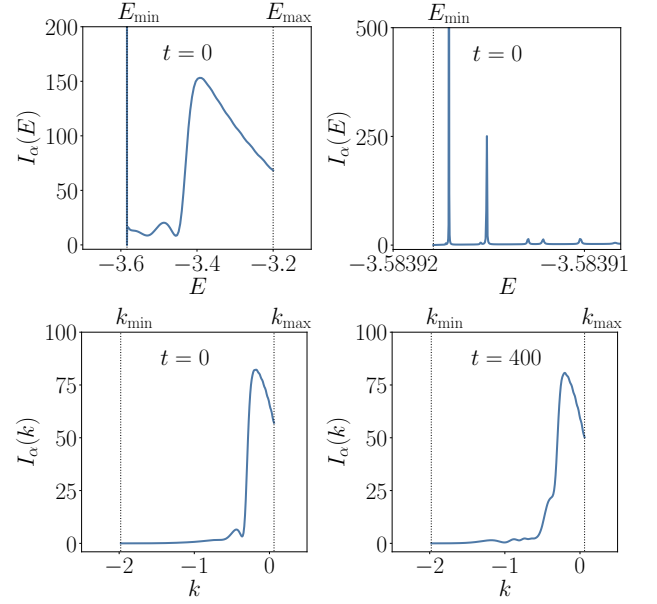 E_min E_max
200
150
100
50
0
I_α(E)
t = 0
−3.6 −3.4 −3.2
E
E_min
500
250
0
I_α(E)
t = 0
−3.58392 −3.58391
E
k_min k_max
100
75
50
25
0
I_α(k)
t = 0
−2 −1 0
k
k_min k_max
100
75
50
25
0
I_α(k)
t = 400
−2 −1 0
k